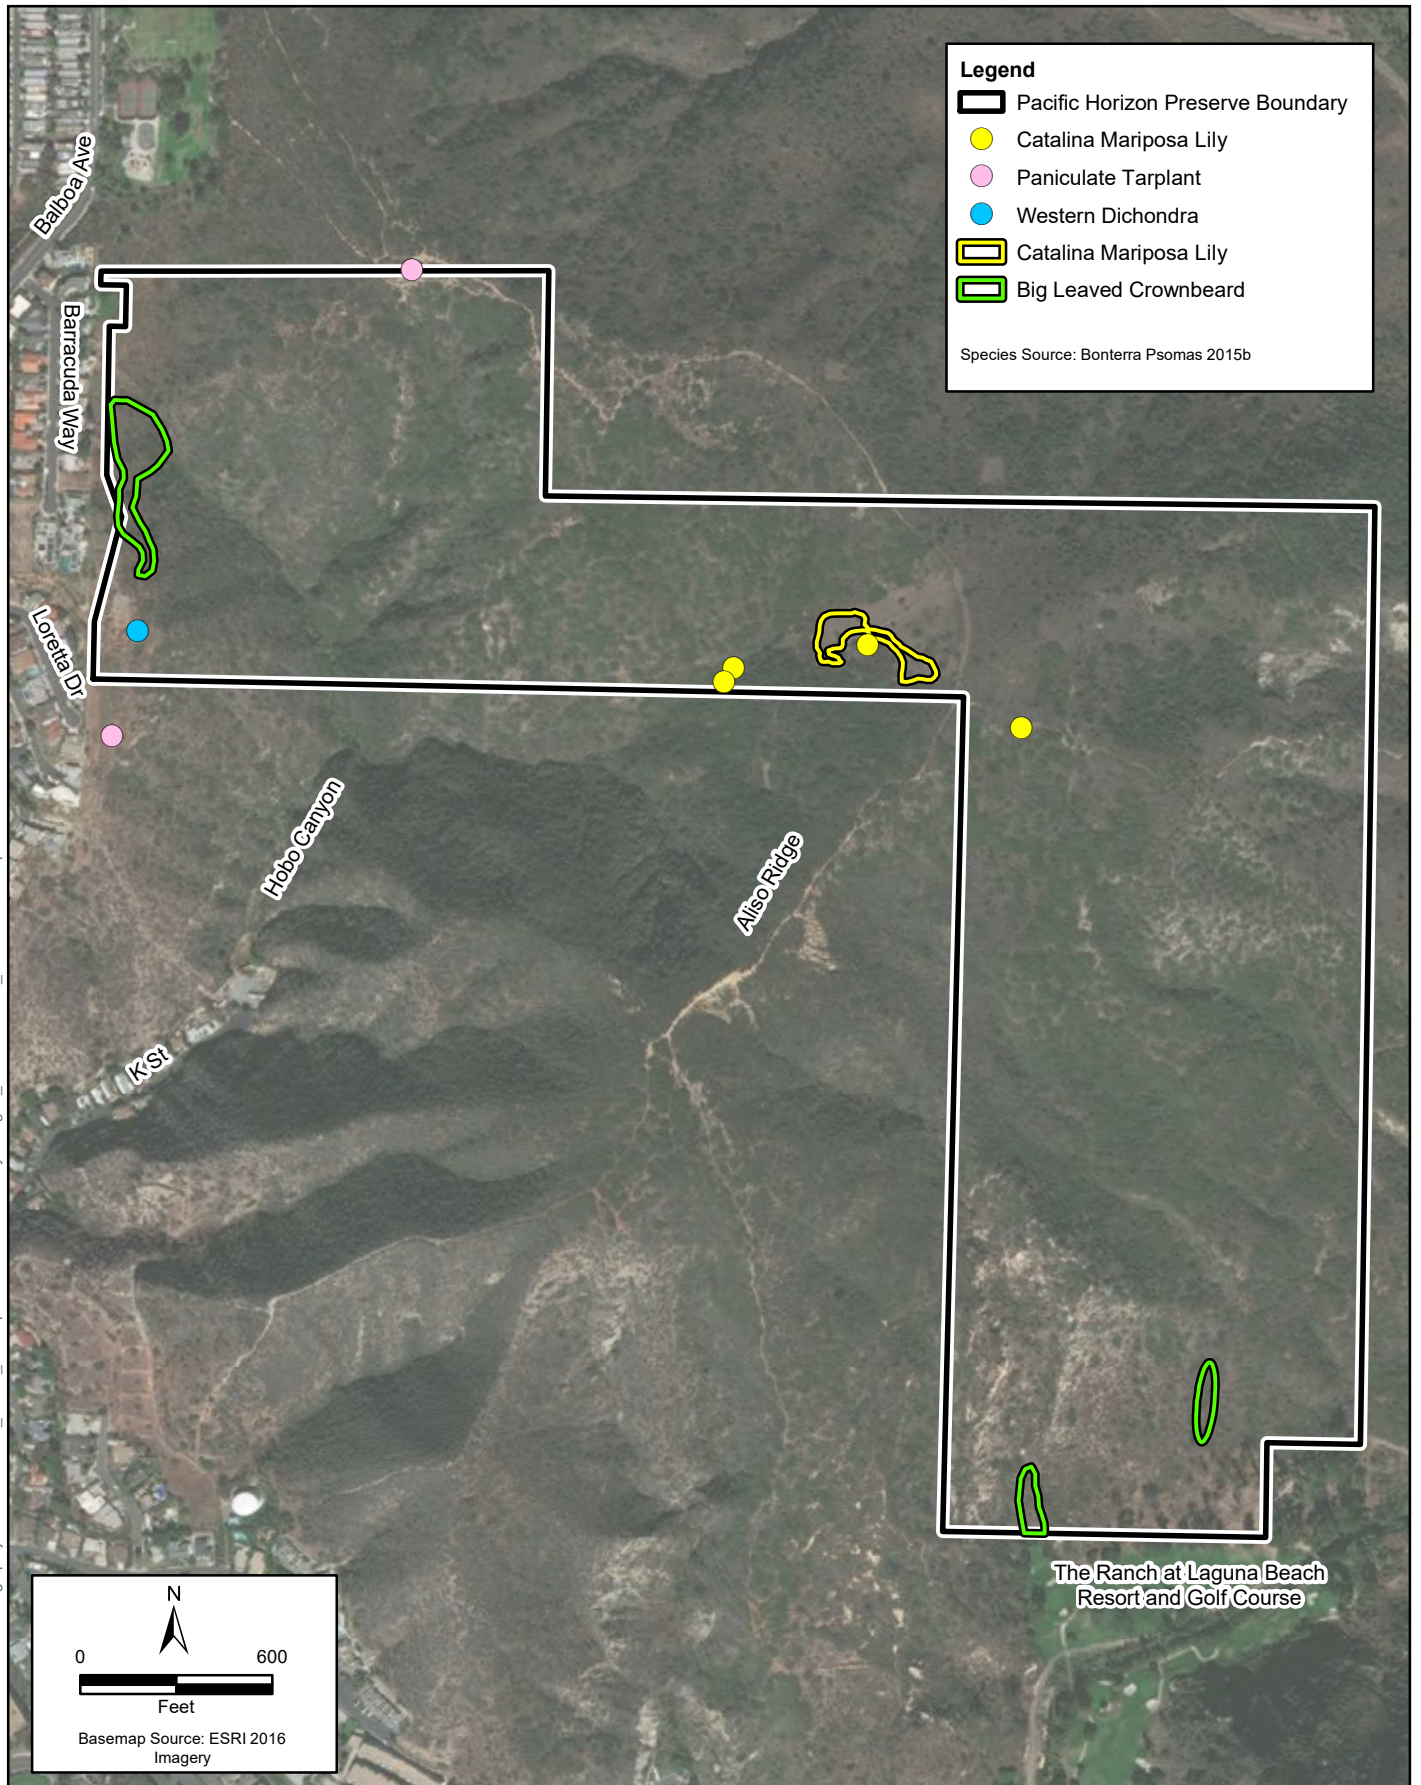 Legend
Pacific Horizon Preserve Boundary
Catalina Mariposa Lily
Paniculate Tarplant
Western Dichondra
Catalina Mariposa Lily
Big Leaved Crownbeard
Species Source: Bonterra Psomas 2015b
Balboa Ave
Barracuda Way
Loretta Dr
Hobo Canyon
Aliso Ridge
K St
The Ranch at Laguna Beach
Resort and Golf Course
N
0 600
Feet
Basemap Source: ESRI 2016
Imagery